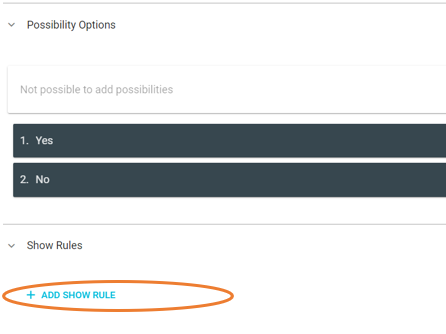 Possibility Options
Not possible to add possibilities
1. Yes
2. No
Show Rules
+ ADD SHOW RULE